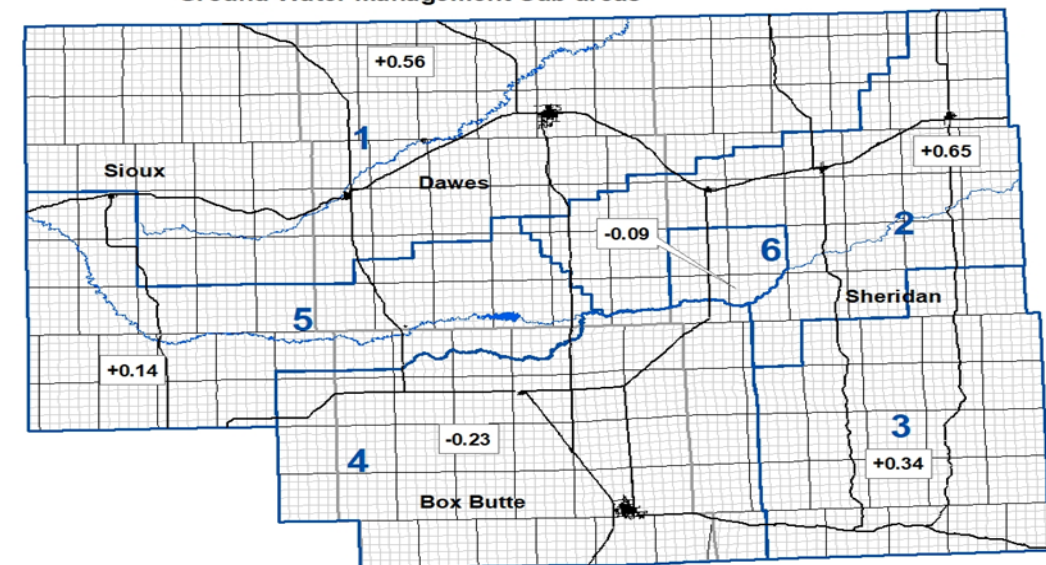 Ground Water Management Sub-areas
+0.56
1
+0.65
Sioux
Dawes
2
-0.09
6
Sheridan
5
+0.14
3
-0.23
4
+0.34
Box Butte